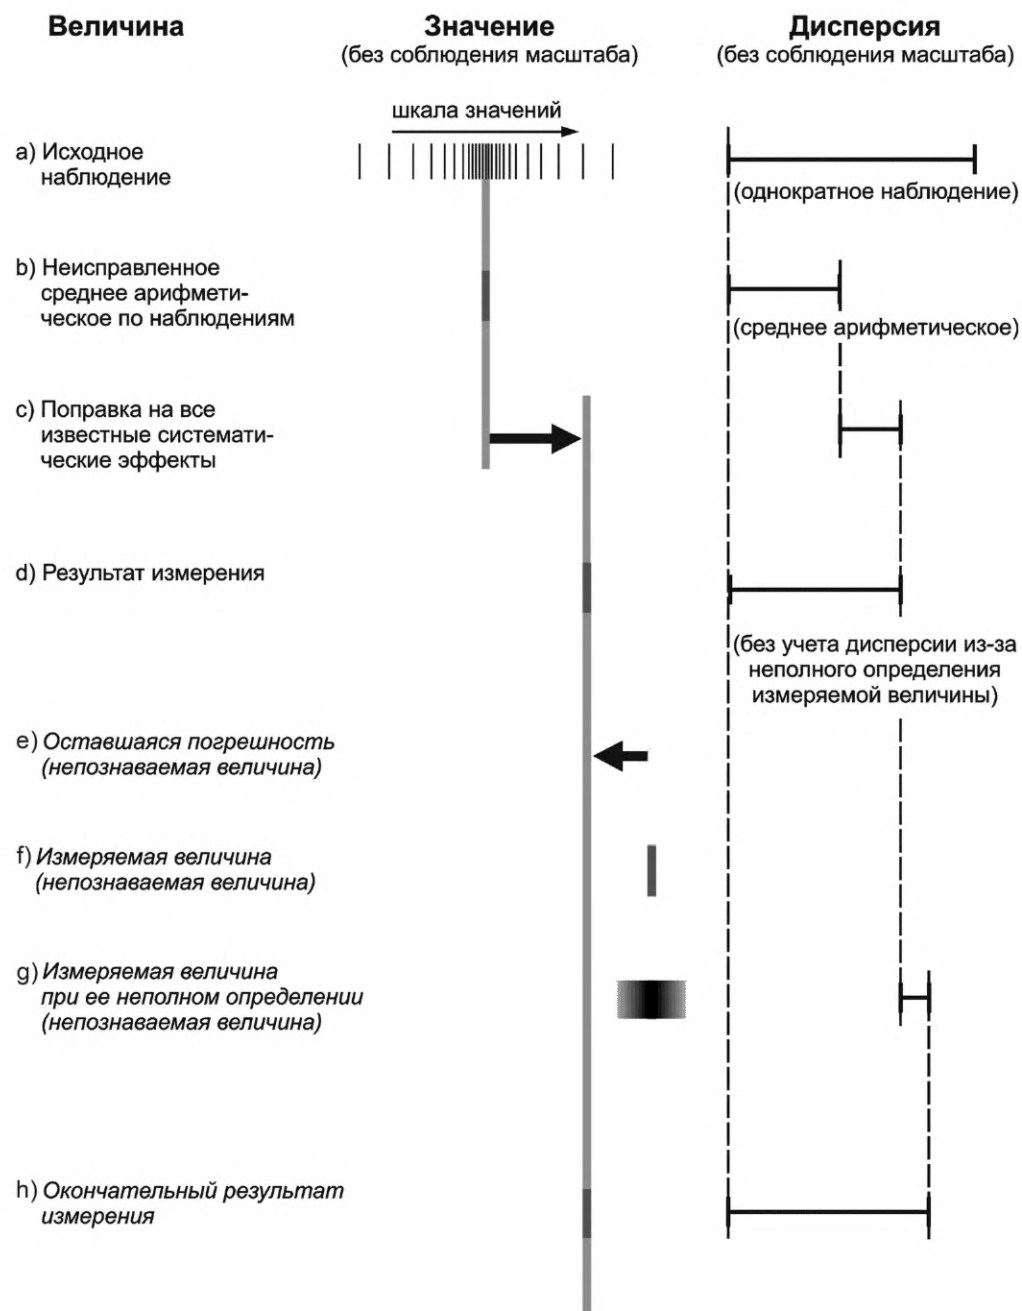 Величина
Значение
(без соблюдения масштаба)
Дисперсия
(без соблюдения масштаба)
шкала значений
a) Исходное
наблюдение
(однократное наблюдение)
b) Неисправленное
среднее арифмети-
ческое по наблюдениям
(среднее арифметическое)
c) Поправка на все
известные системати-
ческие эффекты
d) Результат измерения
(без учета дисперсии из-за
неполного определения
измеряемой величины)
e) Оставшаяся погрешность
(непознаваемая величина)
f) Измеряемая величина
(непознаваемая величина)
g) Измеряемая величина
при ее неполном определении
(непознаваемая величина)
h) Окончательный результат
измерения